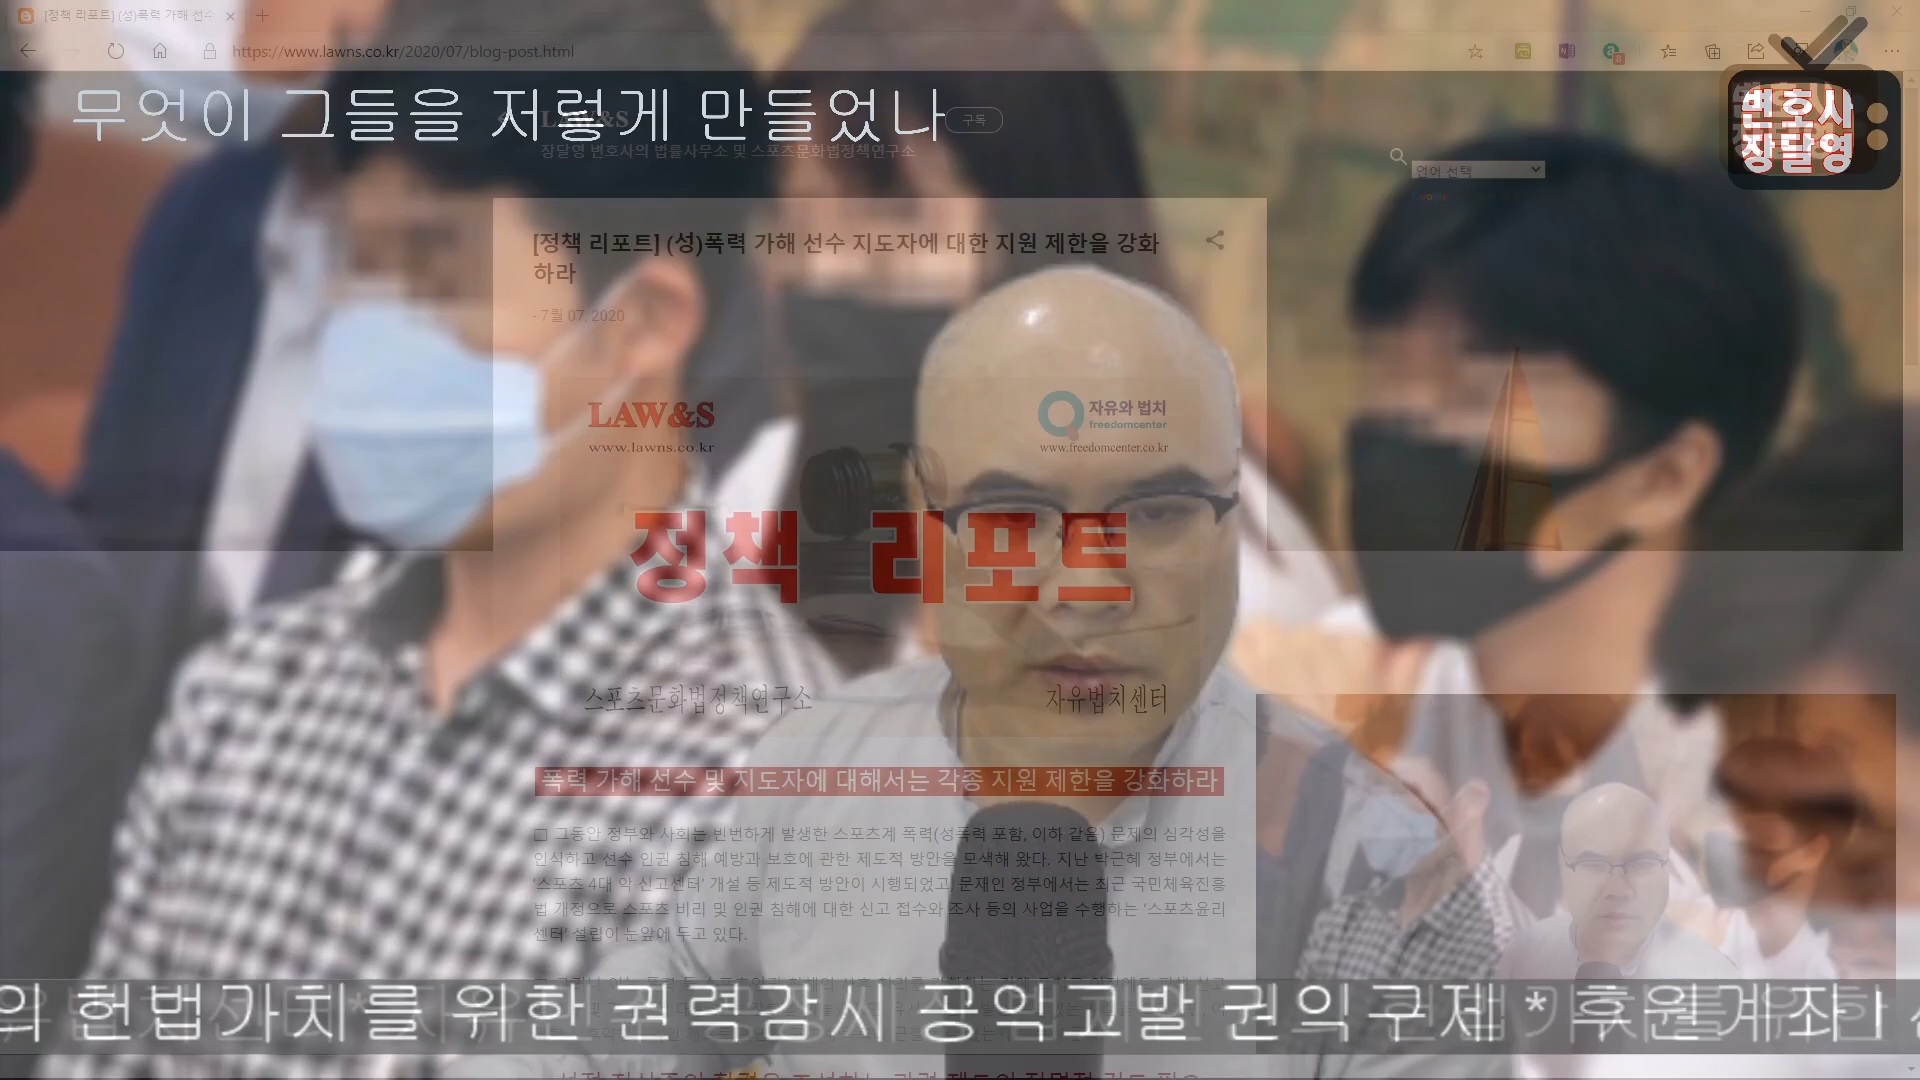 [정책 리포트] (성)폭력 가해 선수
https://www.lawns.co.kr/2020/07/blog-post.html
무엇이 그들을 저렇게 만들었나
LAW&S
구독
장달영 변호사의 법률사무소 및 스포츠문화법정책연구소
변호사
장달영
언어 선택
[정책 리포트] (성)폭력 가해 선수 지도자에 대한 지원 제한을 강화
하라
- 7월 07, 2020
LAW&S
www.lawns.co.kr
자유와 법치
freedomcenter
www.freedomcenter.co.kr
정책 리포트
스포츠문화법정책연구소
자유법치센터
폭력 가해 선수 및 지도자에 대해서는 각종 지원 제한을 강화하라
□ 그동안 정부와 사회는 빈번하게 발생한 스포츠계 폭력(성폭력 포함, 이하 같음) 문제의 심각성을
인식하고 선수 인권 침해 예방과 보호에 관한 제도적 방안을 모색해 왔다. 지난 박근혜 정부에서는
'스포츠 4대 악 신고센터' 개설 등 제도적 방안이 시행되었고, 문재인 정부에서는 최근 국민체육진흥
법 개정으로 스포츠 비리 및 인권 침해에 대한 신고 접수와 조사 등의 사업을 수행하는 '스포츠윤리
센터' 설립이 눈앞에 두고 있다.
의 헌법가치를 위한 권력감시 공익고발 권익구제 * 후원계좌